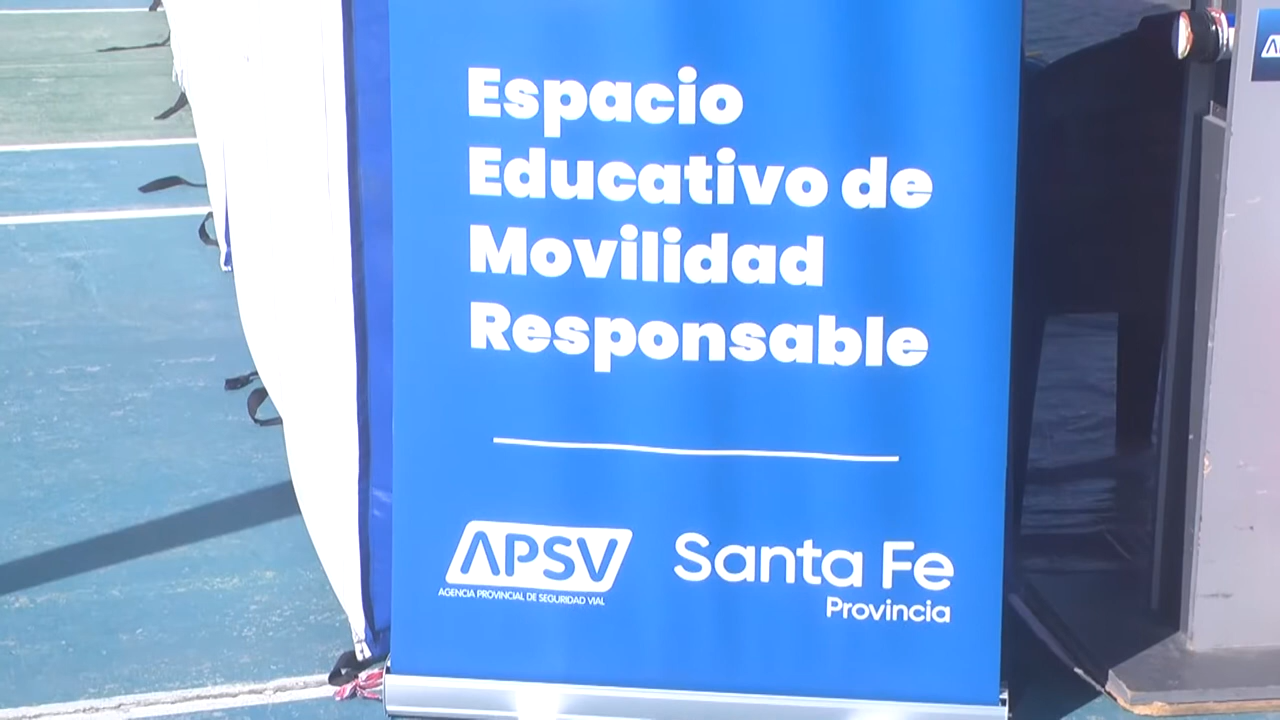 Espacio
Educativo de
Movilidad
Responsable
APSV
AGENCIA PROVINCIAL DE SEGURIDAD VIAL
Santa Fe
Provincia